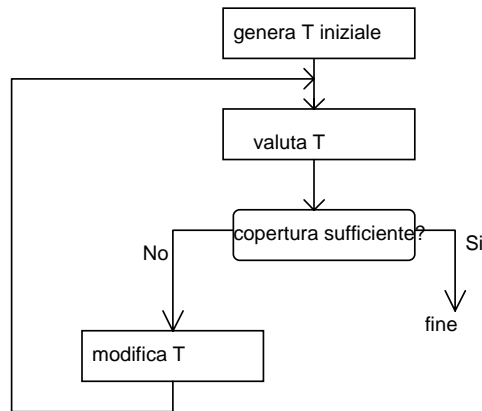 genera T iniziale
valuta T
copertura sufficiente?
No
Si
fine
modifica T